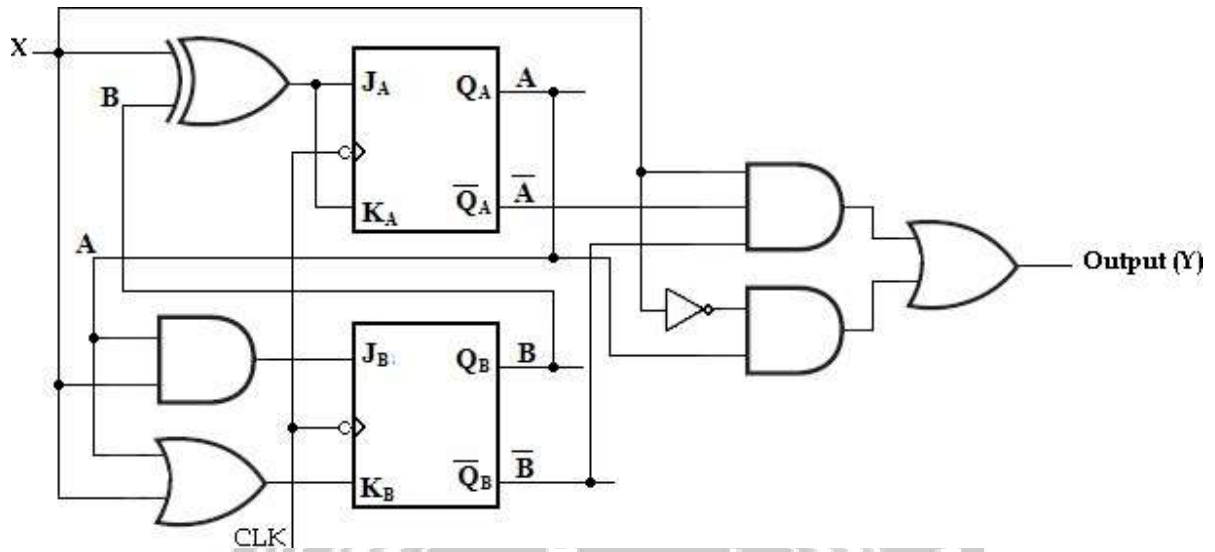 X
B
J_A
Q_A
A
K_A
Q̅_A
A̅
A
Output (Y)
J_B
Q_B
B
K_B
Q̅_B
B̅
CLK